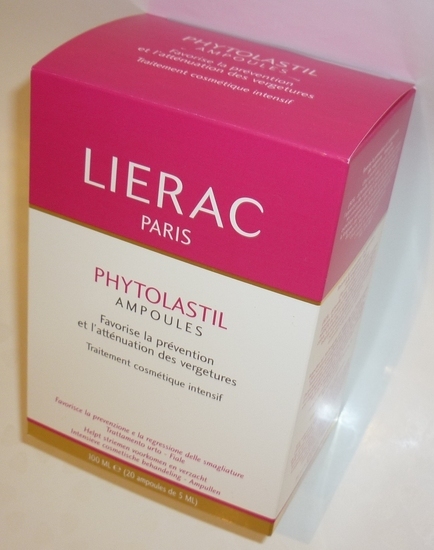 PHYTOLASTIL
AMPOULES
Favorise la prévention
et l'atténuation des vergetures
Traitement cosmétique intensif
LIERAC
PARIS
PHYTOLASTIL
AMPOULES
Favorise la prévention
et l'atténuation des vergetures
Traitement cosmétique intensif
Favorisce la prevenzione e la regressione delle smagliature
Trattamento urto - Fiale
Helpt striemen voorkomen en verzacht
Intensieve cosmetische behandeling - Ampullen
100 ML ℮ (20 ampoules de 5 ML)